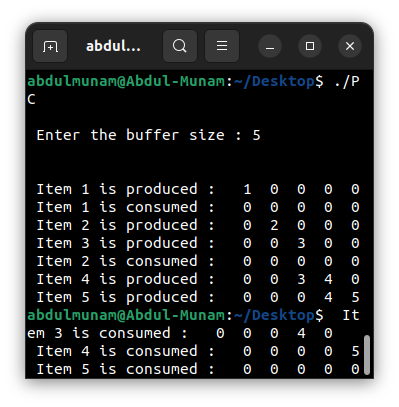 abdul...
abdulmunam@Abdul-Munam:~/Desktop$ ./P
C
Enter the buffer size : 5
Item 1 is produced :   1  0  0  0  0
Item 1 is consumed :   0  0  0  0  0
Item 2 is produced :   0  2  0  0  0
Item 3 is produced :   0  0  3  0  0
Item 2 is consumed :   0  0  0  0  0
Item 4 is produced :   0  0  3  4  0
Item 5 is produced :   0  0  0  4  5
abdulmunam@Abdul-Munam:~/Desktop$  It
em 3 is consumed :   0  0  0  4  0
Item 4 is consumed :   0  0  0  0  5
Item 5 is consumed :   0  0  0  0  0